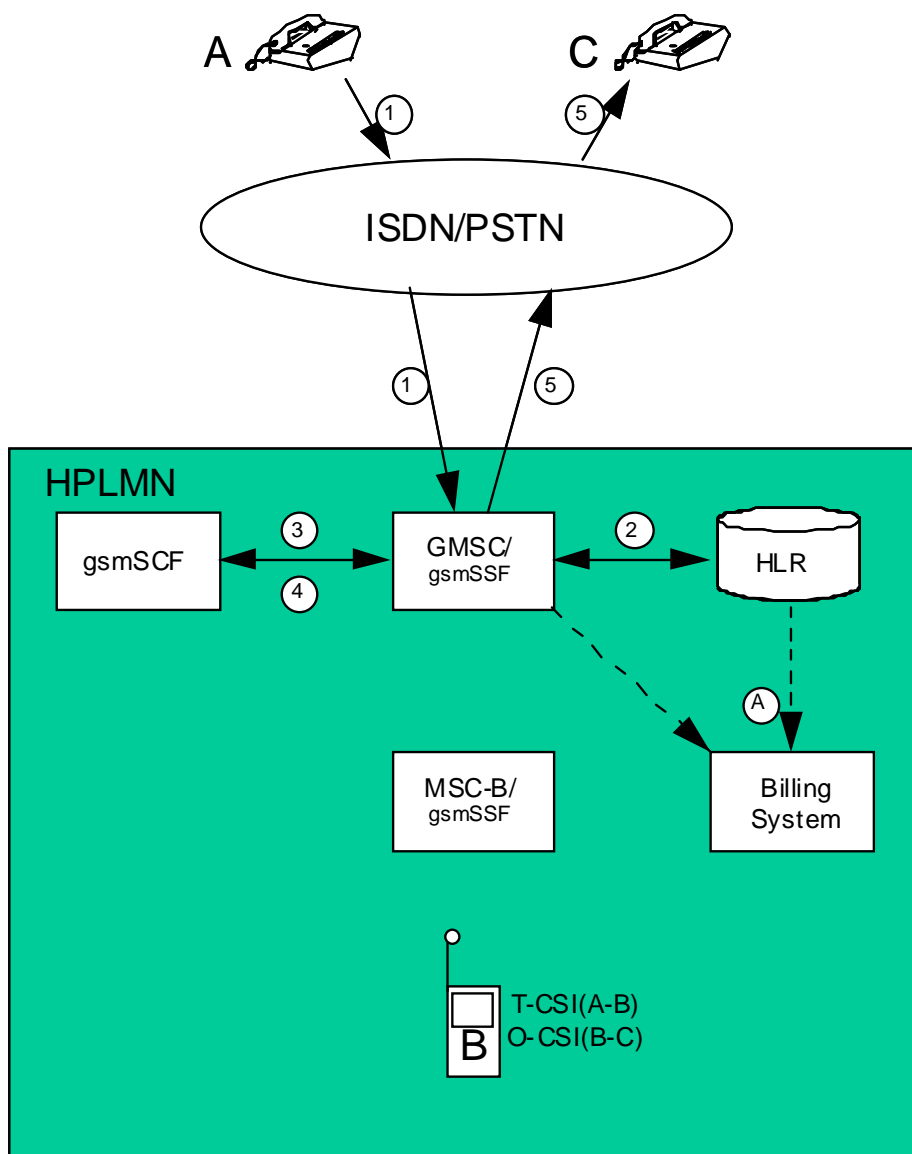 A
C
1
5
ISDN/PSTN
1
5
HPLMN
gsmSCF
3
4
GMSC/
gsmSSF
2
HLR
A
MSC-B/
gsmSSF
Billing
System
B
T-CSI(A-B)
O-CSI(B-C)